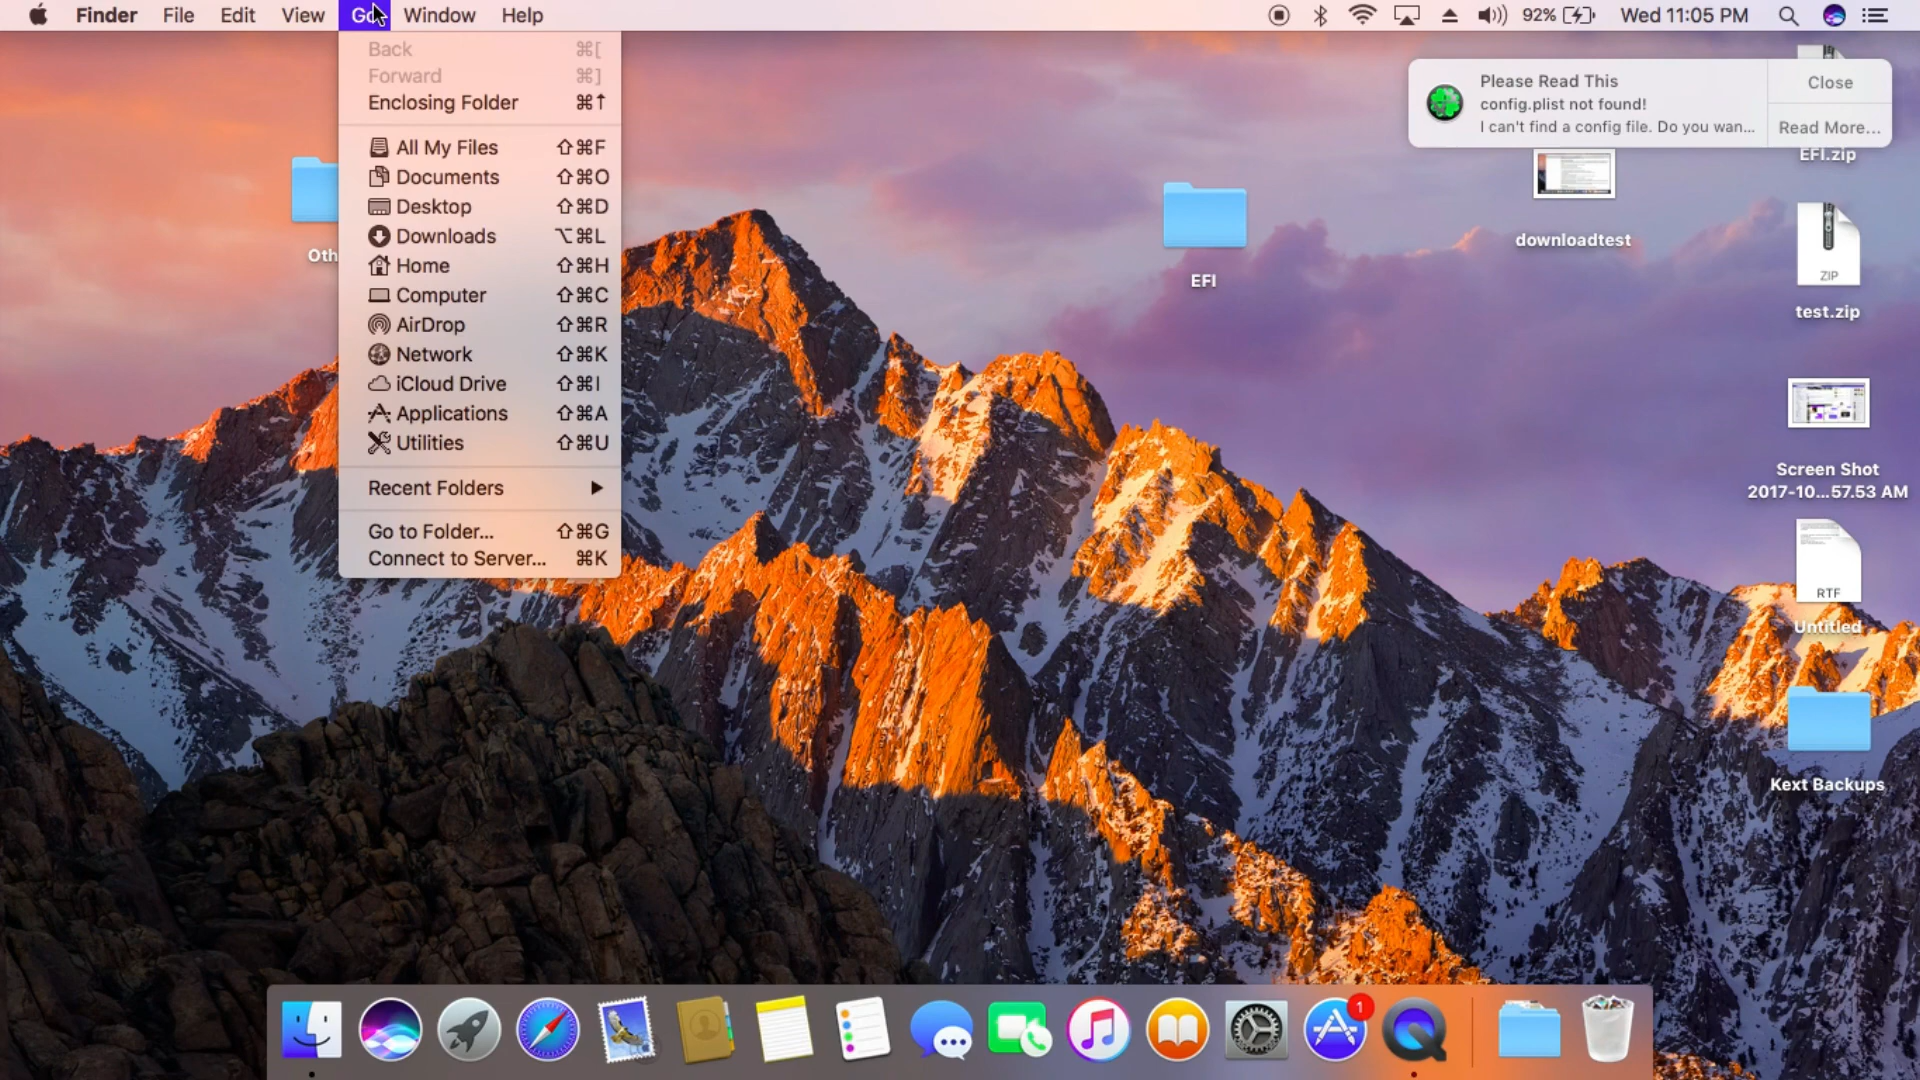 Finder File Edit View Go Window Help 92% Wed 11:05 PM
Back ⌘[
Forward ⌘]
Enclosing Folder ⌘↑
All My Files ⇧⌘F
Documents ⇧⌘O
Desktop ⇧⌘D
Downloads ⌥⌘L
Home ⇧⌘H
Computer ⇧⌘C
AirDrop ⇧⌘R
Network ⇧⌘K
iCloud Drive ⇧⌘I
Applications ⇧⌘A
Utilities ⇧⌘U
Recent Folders
Go to Folder... ⇧⌘G
Connect to Server... ⌘K
Please Read This
config.plist not found!
I can't find a config file. Do you wan...
Close
Read More...
EFI.zip
Oth
EFI
downloadtest
ZIP
test.zip
Screen Shot
2017-10...57.53 AM
RTF
Untitled
Kext Backups
1